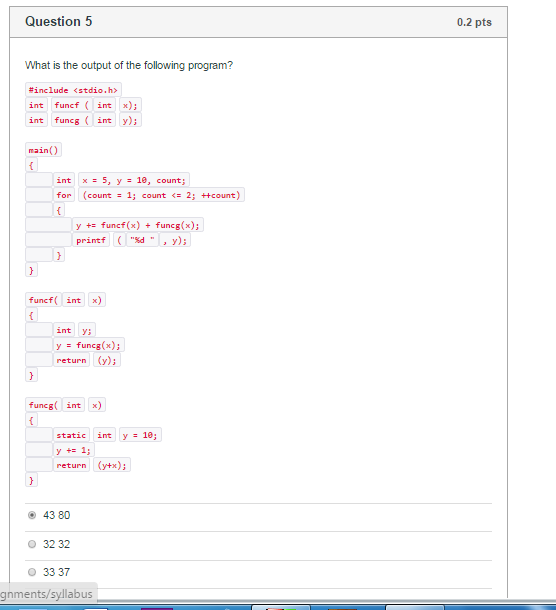 Question 5 0.2 pts
What is the output of the following program?
#include <stdio.h>
int funcf ( int x);
int funcg ( int y);
main()
{
int x = 5, y = 10, count;
for (count = 1; count <= 2; ++count)
{
y += funcf(x) + funcg(x);
printf ( "%d " , y);
}
}
funcf( int x)
{
int y;
y = funcg(x);
return (y);
}
funcg( int x)
{
static int y = 10;
y += 1;
return (y+x);
}
43 80
32 32
33 37
gnments/syllabus